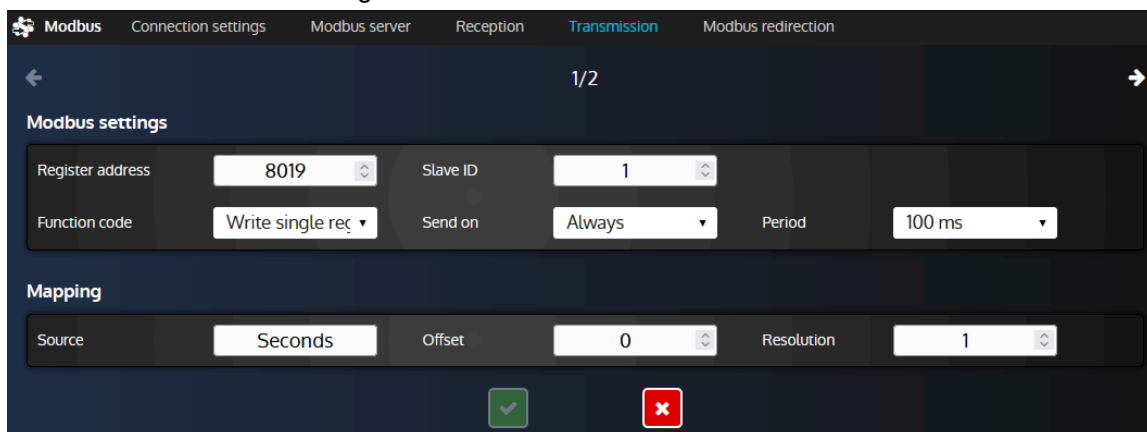 Modbus Connection settings Modbus server Reception Transmission Modbus redirection
1/2
Modbus settings
Register address 8019 Slave ID 1
Function code Write single reg Send on Always Period 100 ms
Mapping
Source Seconds Offset 0 Resolution 1